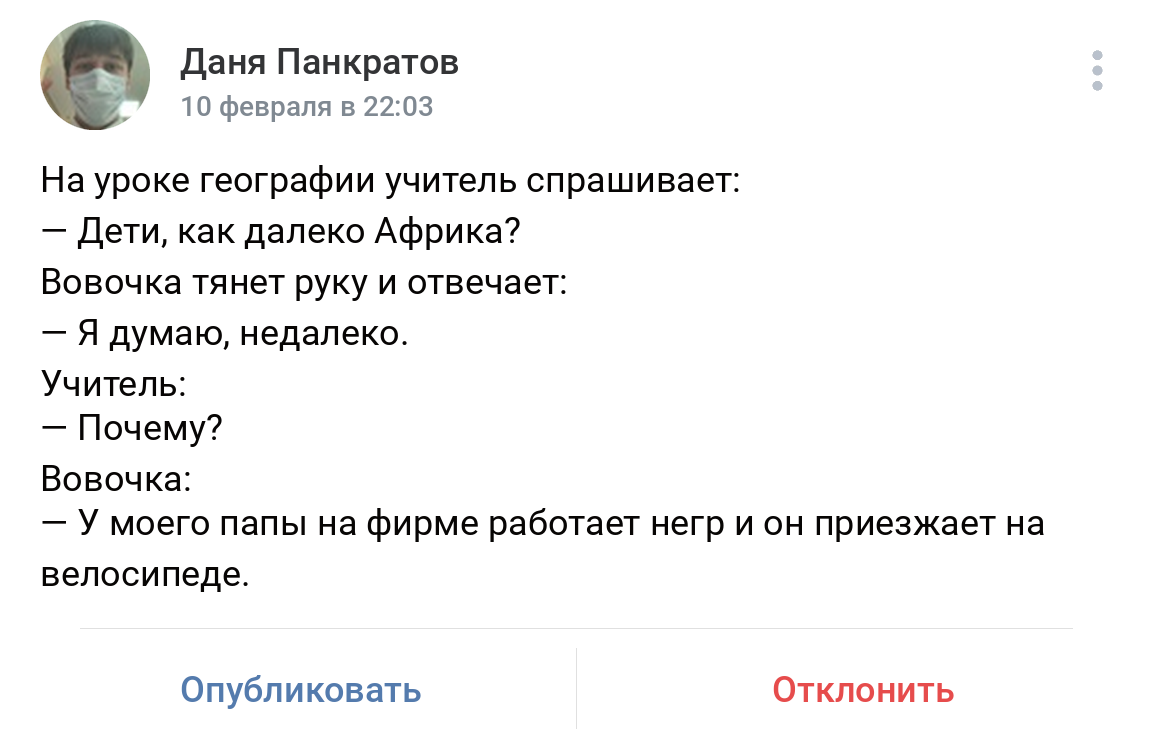 Даня Панкратов
10 февраля в 22:03
На уроке географии учитель спрашивает:
— Дети, как далеко Африка?
Вовочка тянет руку и отвечает:
— Я думаю, недалеко.
Учитель:
— Почему?
Вовочка:
— У моего папы на фирме работает негр и он приезжает на
велосипеде.
Опубликовать
Отклонить